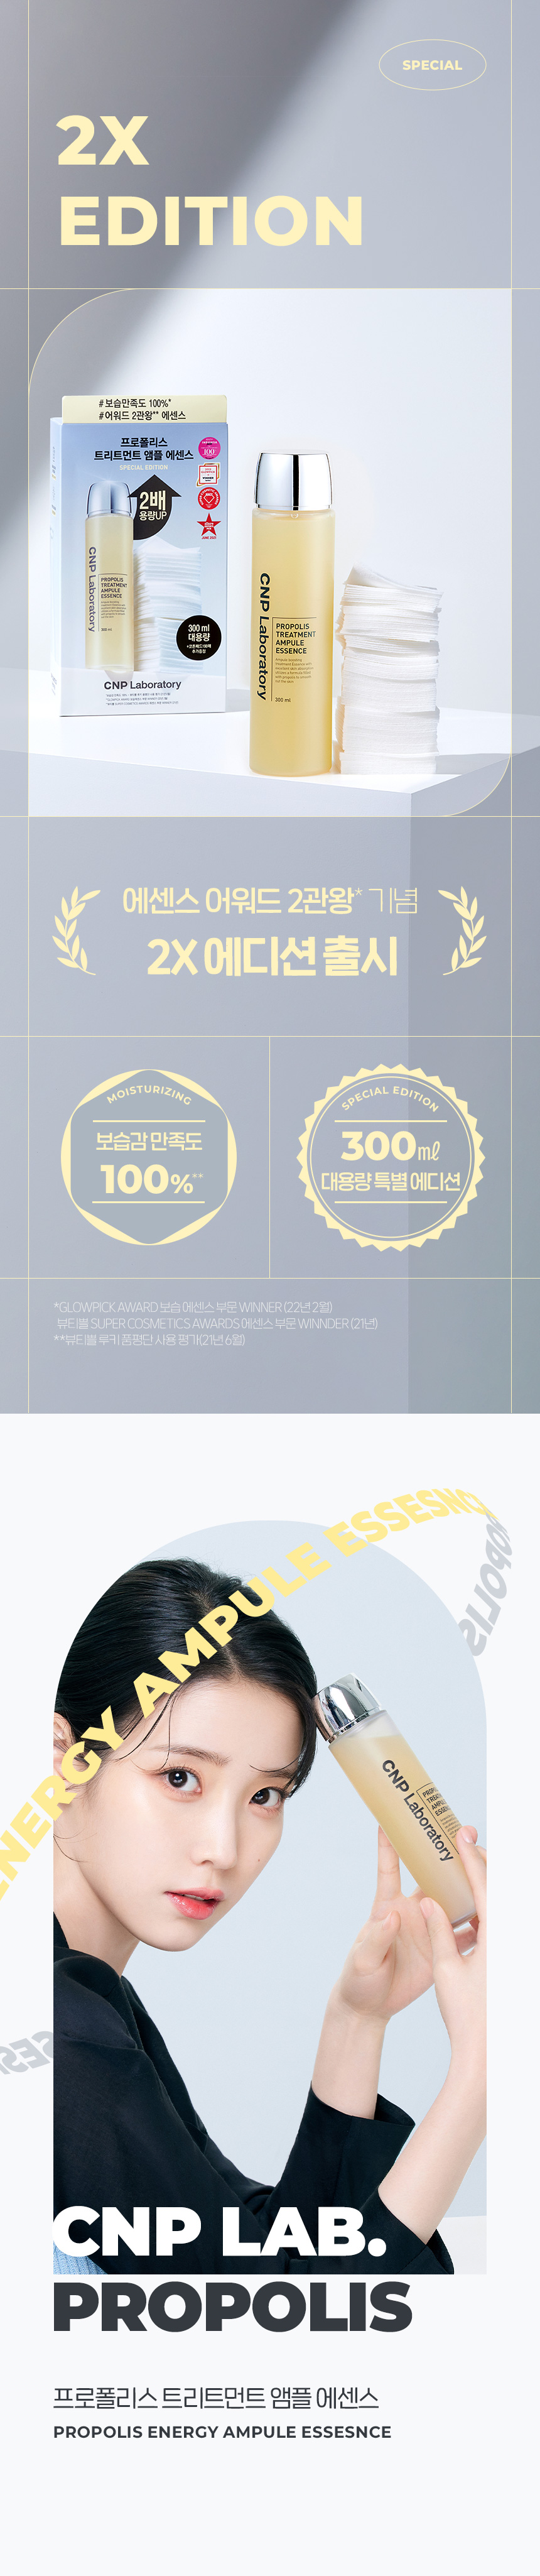 SPECIAL
2X
EDITION
#보습만족도 100%*
#어워드 2관왕** 에센스
프로폴리스
트리트먼트 앰플 에센스
SPECIAL EDITION
2배
용량UP
CNP Laboratory
PROPOLIS
TREATMENT
AMPULE
ESSENCE
300 ml
대용량
CNP Laboratory
CNP Laboratory
PROPOLIS
TREATMENT
AMPULE
ESSENCE
300 ml
에센스 어워드 2관왕* 기념
2X 에디션 출시
MOISTURIZING
보습감 만족도
100%**
SPECIAL EDITION
300ml
대용량 특별 에디션
*GLOWPICK AWARD 보습 에센스 부문 WINNER (22년 2월)
뷰티쁠 SUPER COSMETICS AWARDS 에센스 부문 WINNDER (21년)
**뷰티쁠 루키 품평단 사용 평가(21년 6월)
ENERGY AMPULE ESSESNCE
OPOLIS
CNP Laboratory
CNP LAB.
PROPOLIS
프로폴리스 트리트먼트 앰플 에센스
PROPOLIS ENERGY AMPULE ESSESNCE